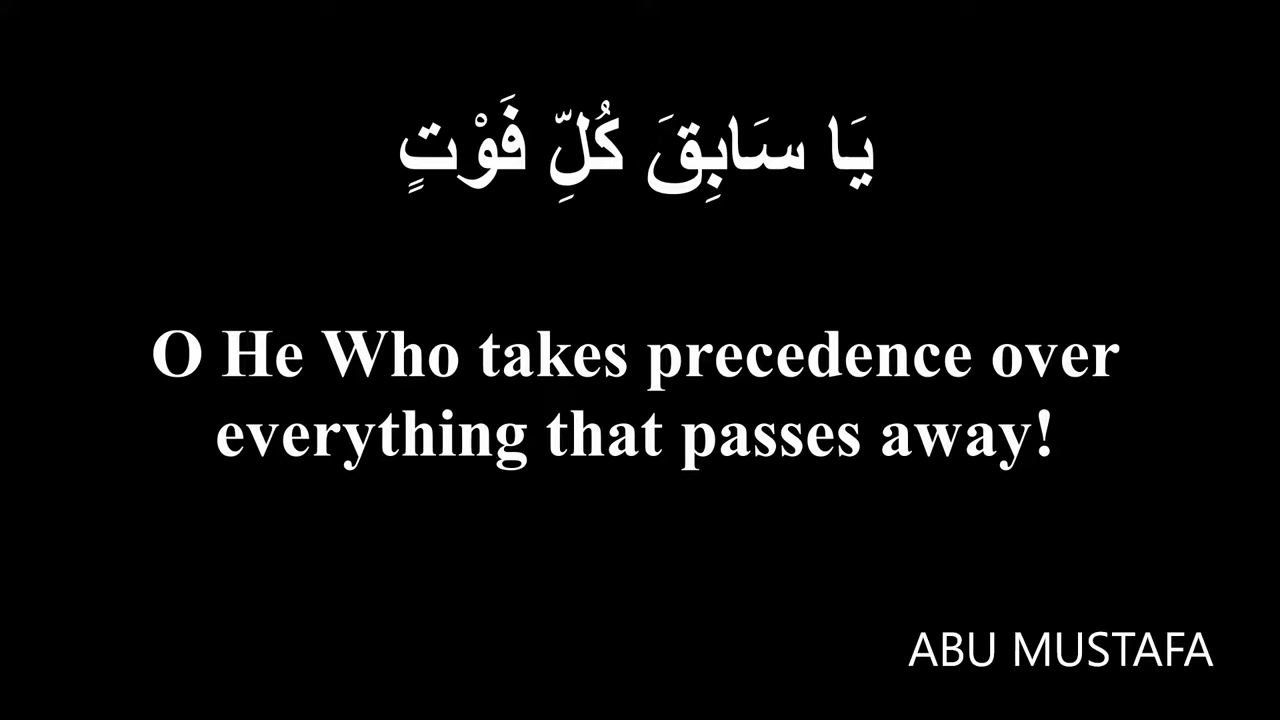 يَا سَابِقَ كُلِّ فَوْتٍ
O He Who takes precedence over
everything that passes away!
ABU MUSTAFA